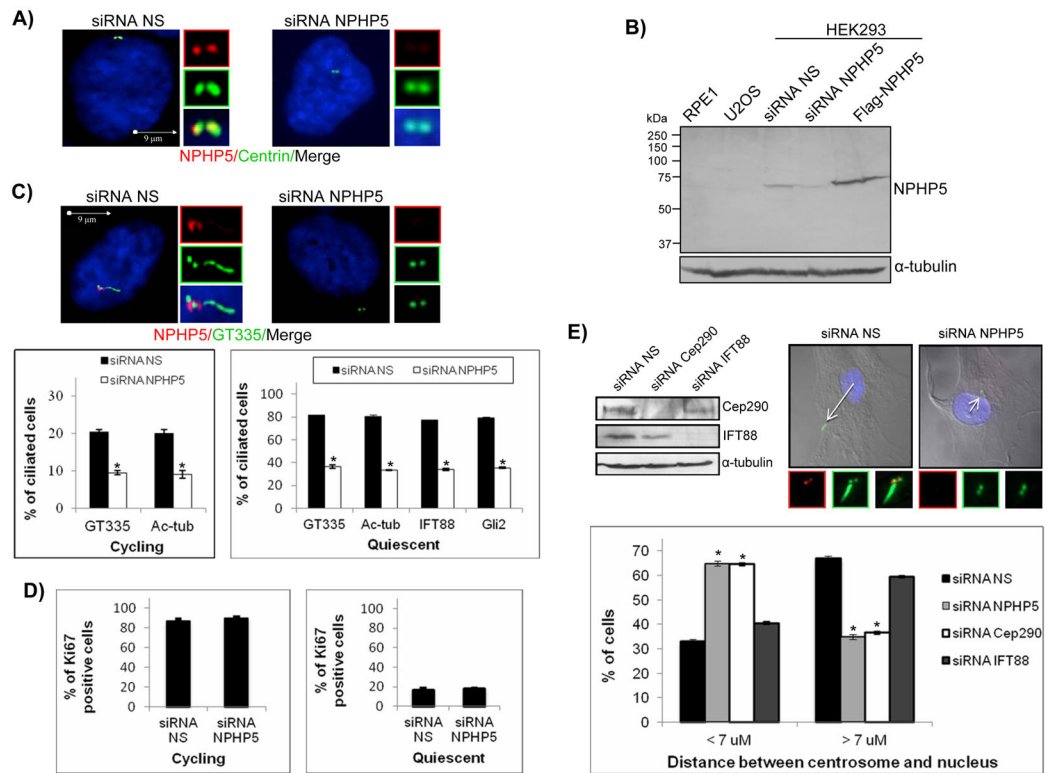 A)
siRNA NS
siRNA NPHP5
9 μm
NPHP5/Centrin/Merge
B)
HEK293
RPE1
U2OS
siRNA NS
siRNA NPHP5
Flag-NPHP5
kDa
250
150
100
75
50
37
NPHP5
α-tubulin
C)
siRNA NS
siRNA NPHP5
9 μm
NPHP5/GT335/Merge
siRNA NS
siRNA NPHP5
% of ciliated cells
30
20
10
0
*
*
GT335
Ac-tub
Cycling
siRNA NS
siRNA NPHP5
% of ciliated cells
100
80
60
40
20
0
*
*
*
*
GT335
Ac-tub
IFT88
Gli2
Quiescent
D)
% of Ki67
positive cells
100
80
60
40
20
0
siRNA
NS
siRNA
NPHP5
Cycling
% of Ki67
positive cells
100
80
60
40
20
0
siRNA
NS
siRNA
NPHP5
Quiescent
E)
siRNA NS
siRNA Cep290
siRNA IFT88
Cep290
IFT88
α-tubulin
siRNA NS
siRNA NPHP5
% of cells
70
60
50
40
30
20
10
0
*
*
*
*
siRNA NS
siRNA NPHP5
siRNA Cep290
siRNA IFT88
< 7 uM
> 7 uM
Distance between centrosome and nucleus